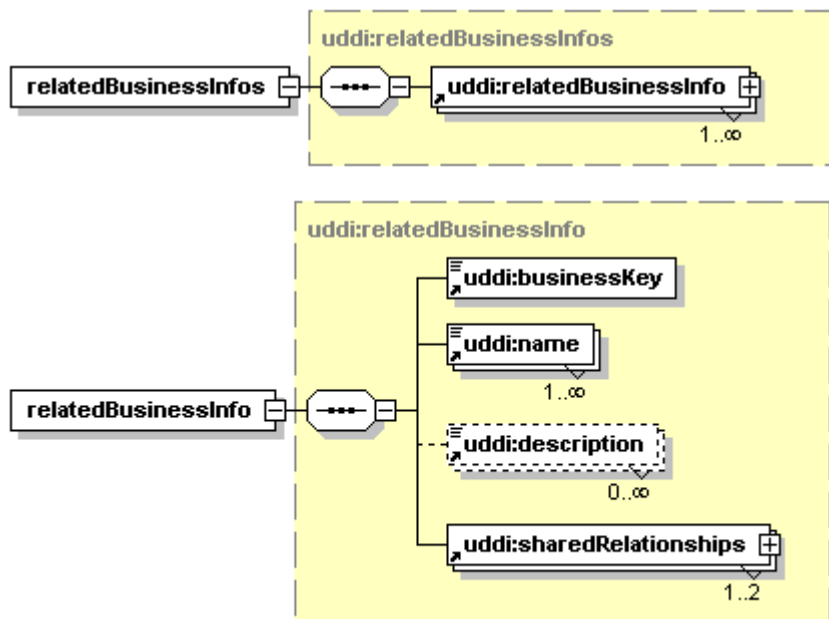 uddi:relatedBusinessInfos
relatedBusinessInfos
uddi:relatedBusinessInfo
1..∞
uddi:relatedBusinessInfo
uddi:businessKey
uddi:name
1..∞
relatedBusinessInfo
uddi:description
0..∞
uddi:sharedRelationships
1..2